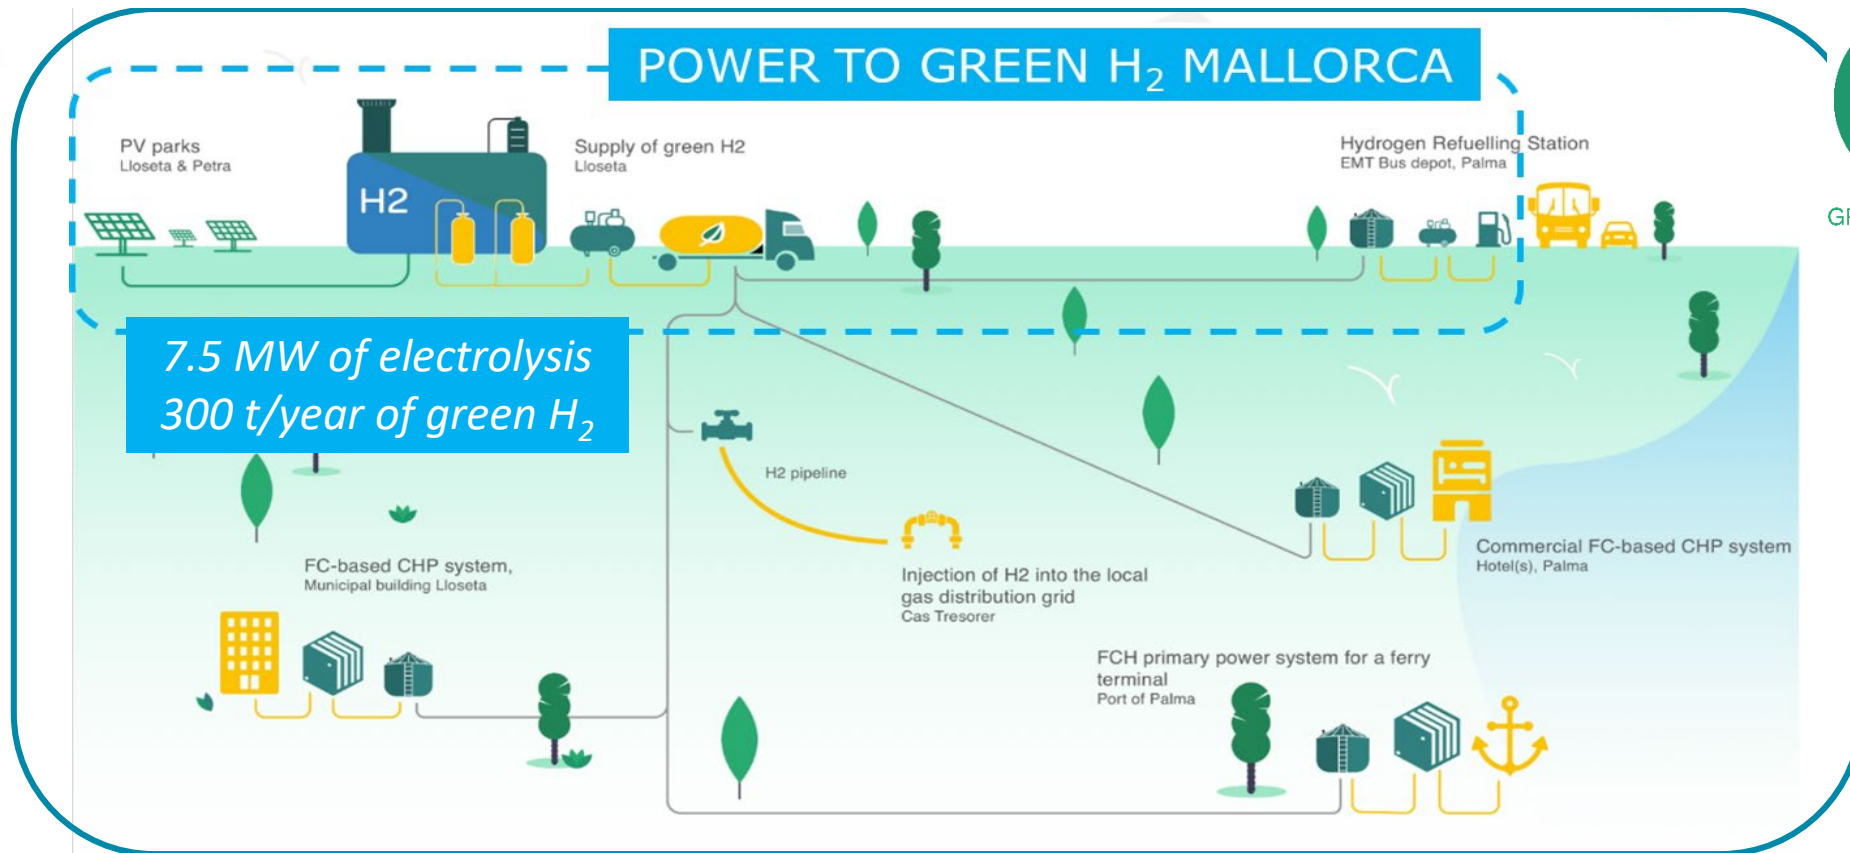 POWER TO GREEN H₂ MALLORCA
PV parks
Lloseta & Petra
H2
Supply of green H2
Lloseta
Hydrogen Refuelling Station
EMT Bus depot, Palma
7.5 MW of electrolysis
300 t/year of green H₂
H2 pipeline
Injection of H2 into the local
gas distribution grid
Cas Tresorer
FC-based CHP system,
Municipal building Lloseta
Commercial FC-based CHP system
Hotel(s), Palma
FCH primary power system for a ferry
terminal
Port of Palma